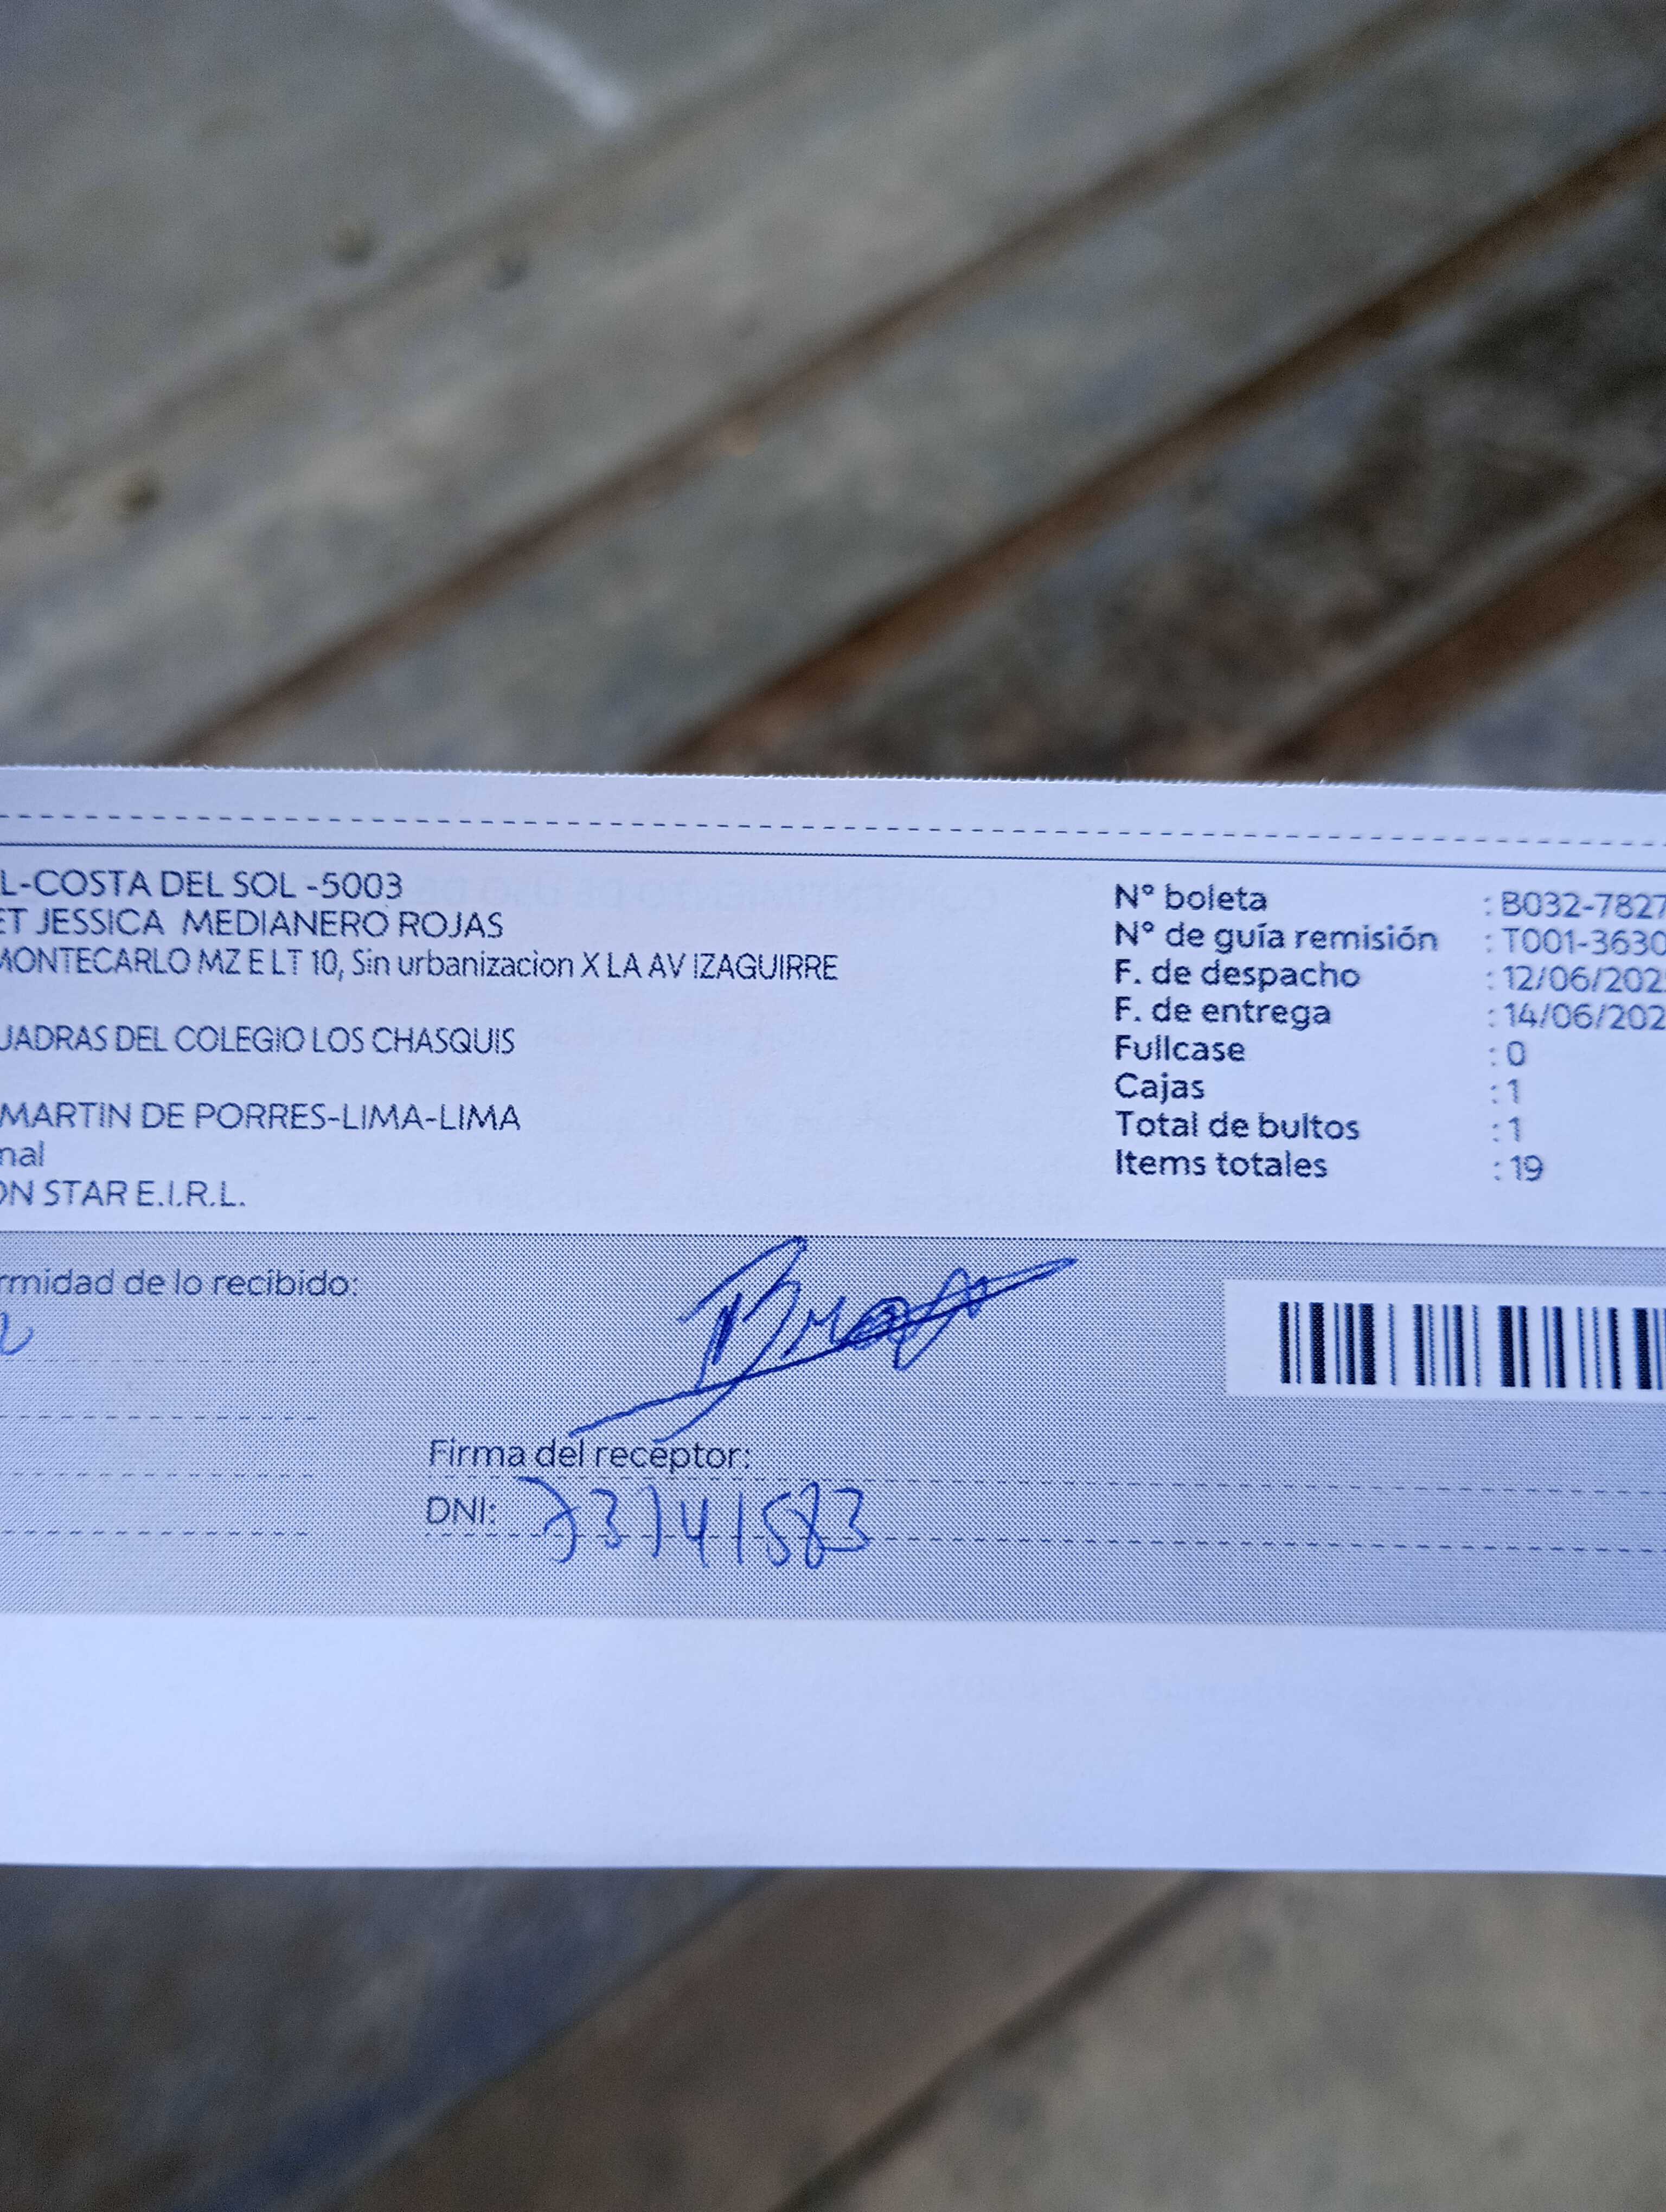 L-COSTA DEL SOL -5003
ET JESSICA MEDIANERO ROJAS
MONTECARLO MZ E LT 10, Sin urbanizacion X LA AV IZAGUIRRE
UADRAS DEL COLEGIO LOS CHASQUIS
MARTIN DE PORRES-LIMA-LIMA
nal
ON STAR E.I.R.L.
N° boleta : B032-7827
N° de guía remisión : T001-3630
F. de despacho : 12/06/202
F. de entrega : 14/06/202
Fullcase : 0
Cajas : 1
Total de bultos : 1
Items totales : 19
rmidad de lo recibido:
Firma del receptor:
DNI: 73741583